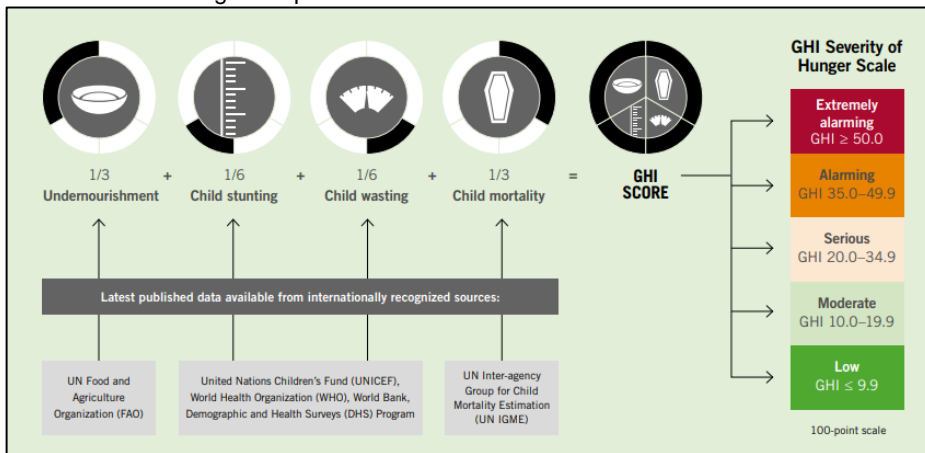 GHI Severity of
Hunger Scale
Extremely
alarming
GHI ≥ 50.0
Alarming
GHI 35.0–49.9
Serious
GHI 20.0–34.9
Moderate
GHI 10.0–19.9
Low
GHI ≤ 9.9
100-point scale
1/3 + 1/6 + 1/6 + 1/3 = GHI
Undernourishment Child stunting Child wasting Child mortality SCORE
Latest published data available from internationally recognized sources:
UN Food and
Agriculture
Organization (FAO)
United Nations Children's Fund (UNICEF),
World Health Organization (WHO), World Bank,
Demographic and Health Surveys (DHS) Program
UN Inter-agency
Group for Child
Mortality Estimation
(UN IGME)